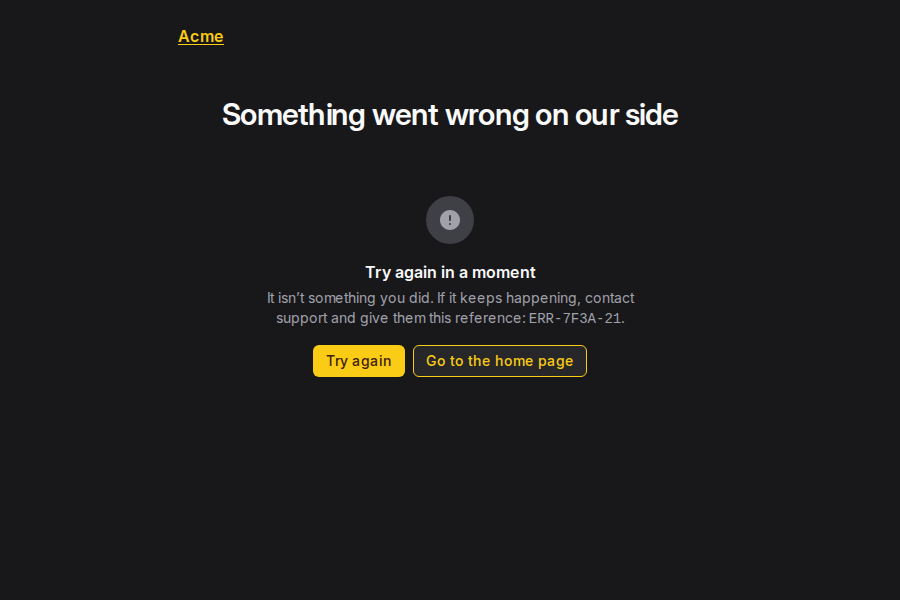 Acme
Something went wrong on our side
Try again in a moment
It isn’t something you did. If it keeps happening, contact
support and give them this reference: ERR-7F3A-21.
Try again
Go to the home page